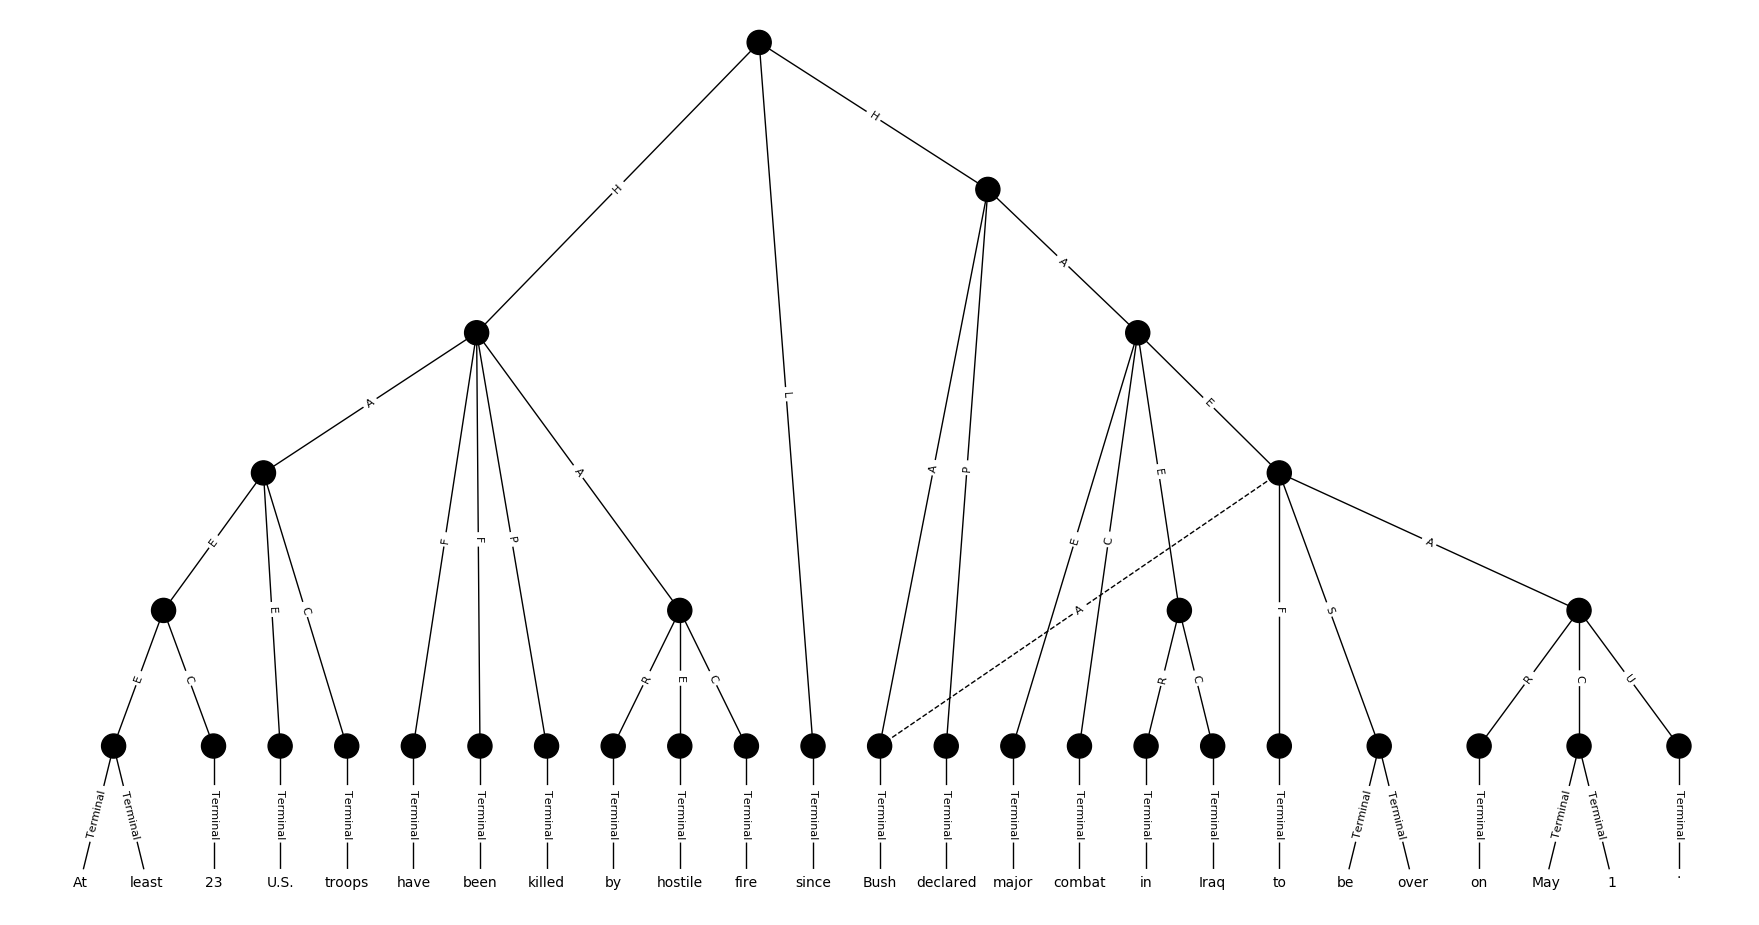 H
H
A
L
A
A
E
A
P
E
E
C
F
F
P
A
E
C
E
A
E
C
R
E
C
A
F
S
R
C
R
C
U
Terminal Terminal Terminal Terminal Terminal Terminal Terminal Terminal Terminal Terminal Terminal Terminal Terminal Terminal Terminal Terminal Terminal Terminal Terminal Terminal Terminal Terminal Terminal Terminal Terminal
At least 23 U.S. troops have been killed by hostile fire since Bush declared major combat in Iraq to be over on May 1 .